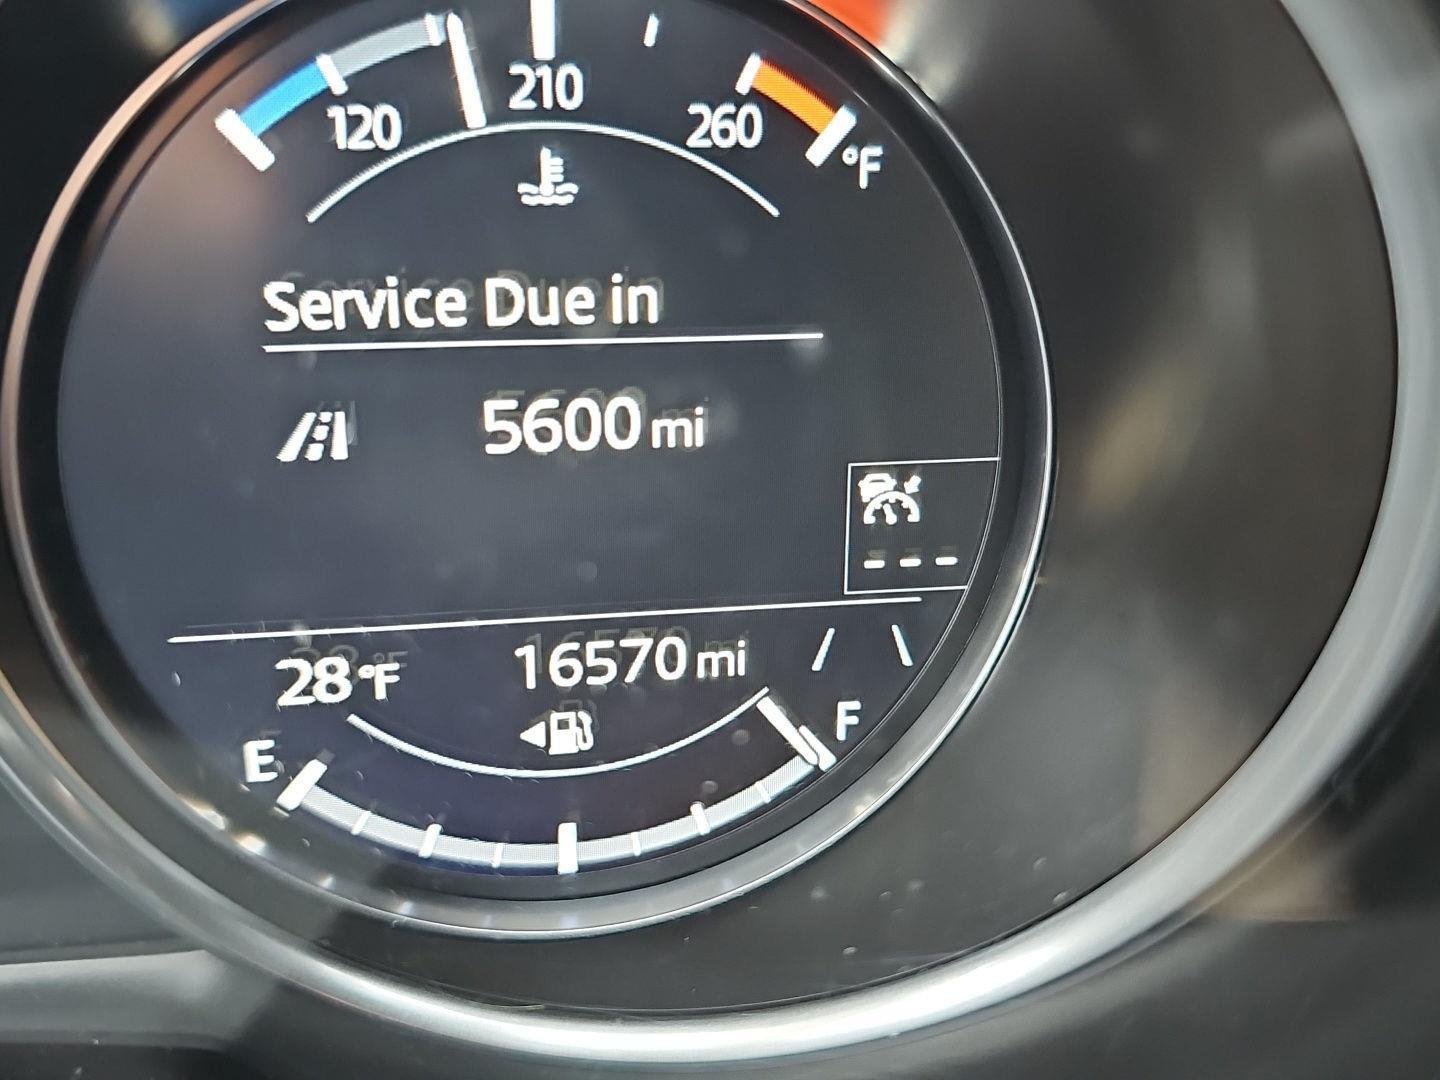 120 210 260 °F
Service Due in
5600 mi
- - -
28°F 16570 mi
E F